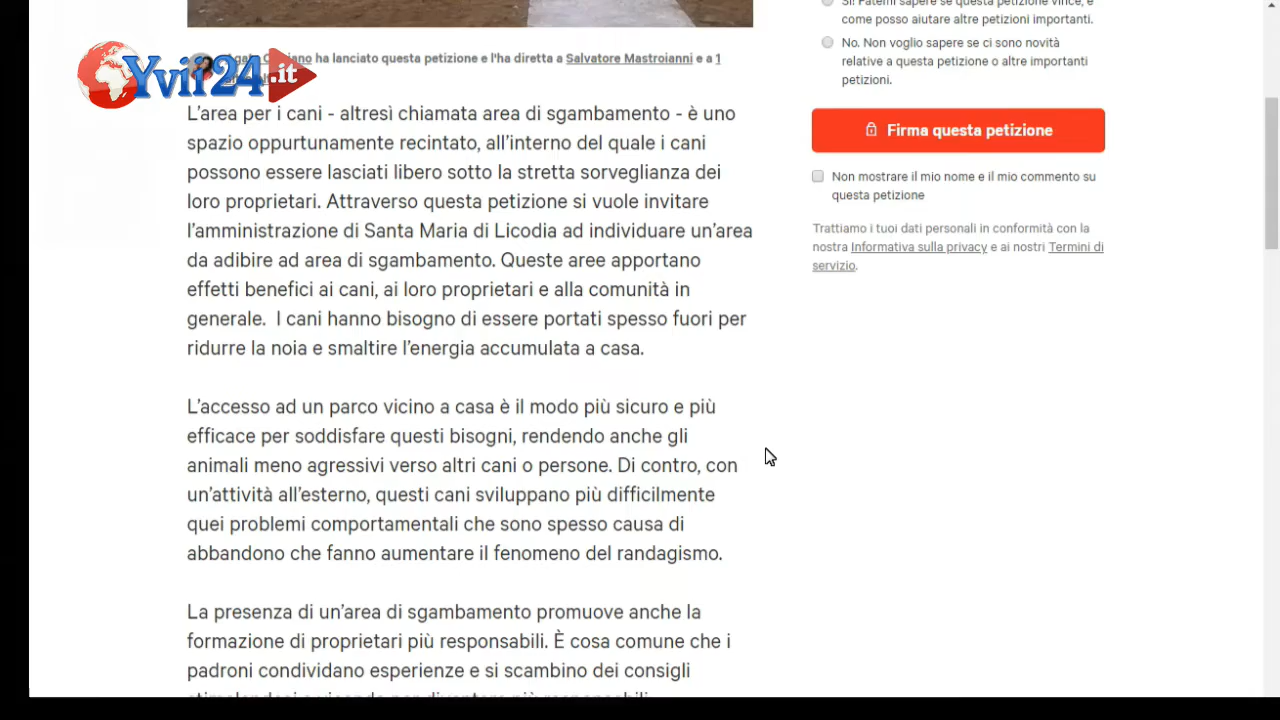 Yvii24.it
ha lanciato questa petizione e l'ha diretta a Salvatore Mastroianni e a 1
L’area per i cani - altresì chiamata area di sgambamento - è uno
spazio oppurtunamente recintato, all’interno del quale i cani
possono essere lasciati libero sotto la stretta sorveglianza dei
loro proprietari. Attraverso questa petizione si vuole invitare
l’amministrazione di Santa Maria di Licodia ad individuare un’area
da adibire ad area di sgambamento. Queste aree apportano
effetti benefici ai cani, ai loro proprietari e alla comunità in
generale.  I cani hanno bisogno di essere portati spesso fuori per
ridurre la noia e smaltire l’energia accumulata a casa.
L’accesso ad un parco vicino a casa è il modo più sicuro e più
efficace per soddisfare questi bisogni, rendendo anche gli
animali meno agressivi verso altri cani o persone. Di contro, con
un’attività all’esterno, questi cani sviluppano più difficilmente
quei problemi comportamentali che sono spesso causa di
abbandono che fanno aumentare il fenomeno del randagismo.
La presenza di un’area di sgambamento promuove anche la
formazione di proprietari più responsabili. È cosa comune che i
padroni condividano esperienze e si scambino dei consigli
Sì! Fatemi sapere se questa petizione vince, e
come posso aiutare altre petizioni importanti.
No. Non voglio sapere se ci sono novità
relative a questa petizione o altre importanti
petizioni.
Firma questa petizione
Non mostrare il mio nome e il mio commento su
questa petizione
Trattiamo i tuoi dati personali in conformità con la
nostra Informativa sulla privacy e ai nostri Termini di
servizio.